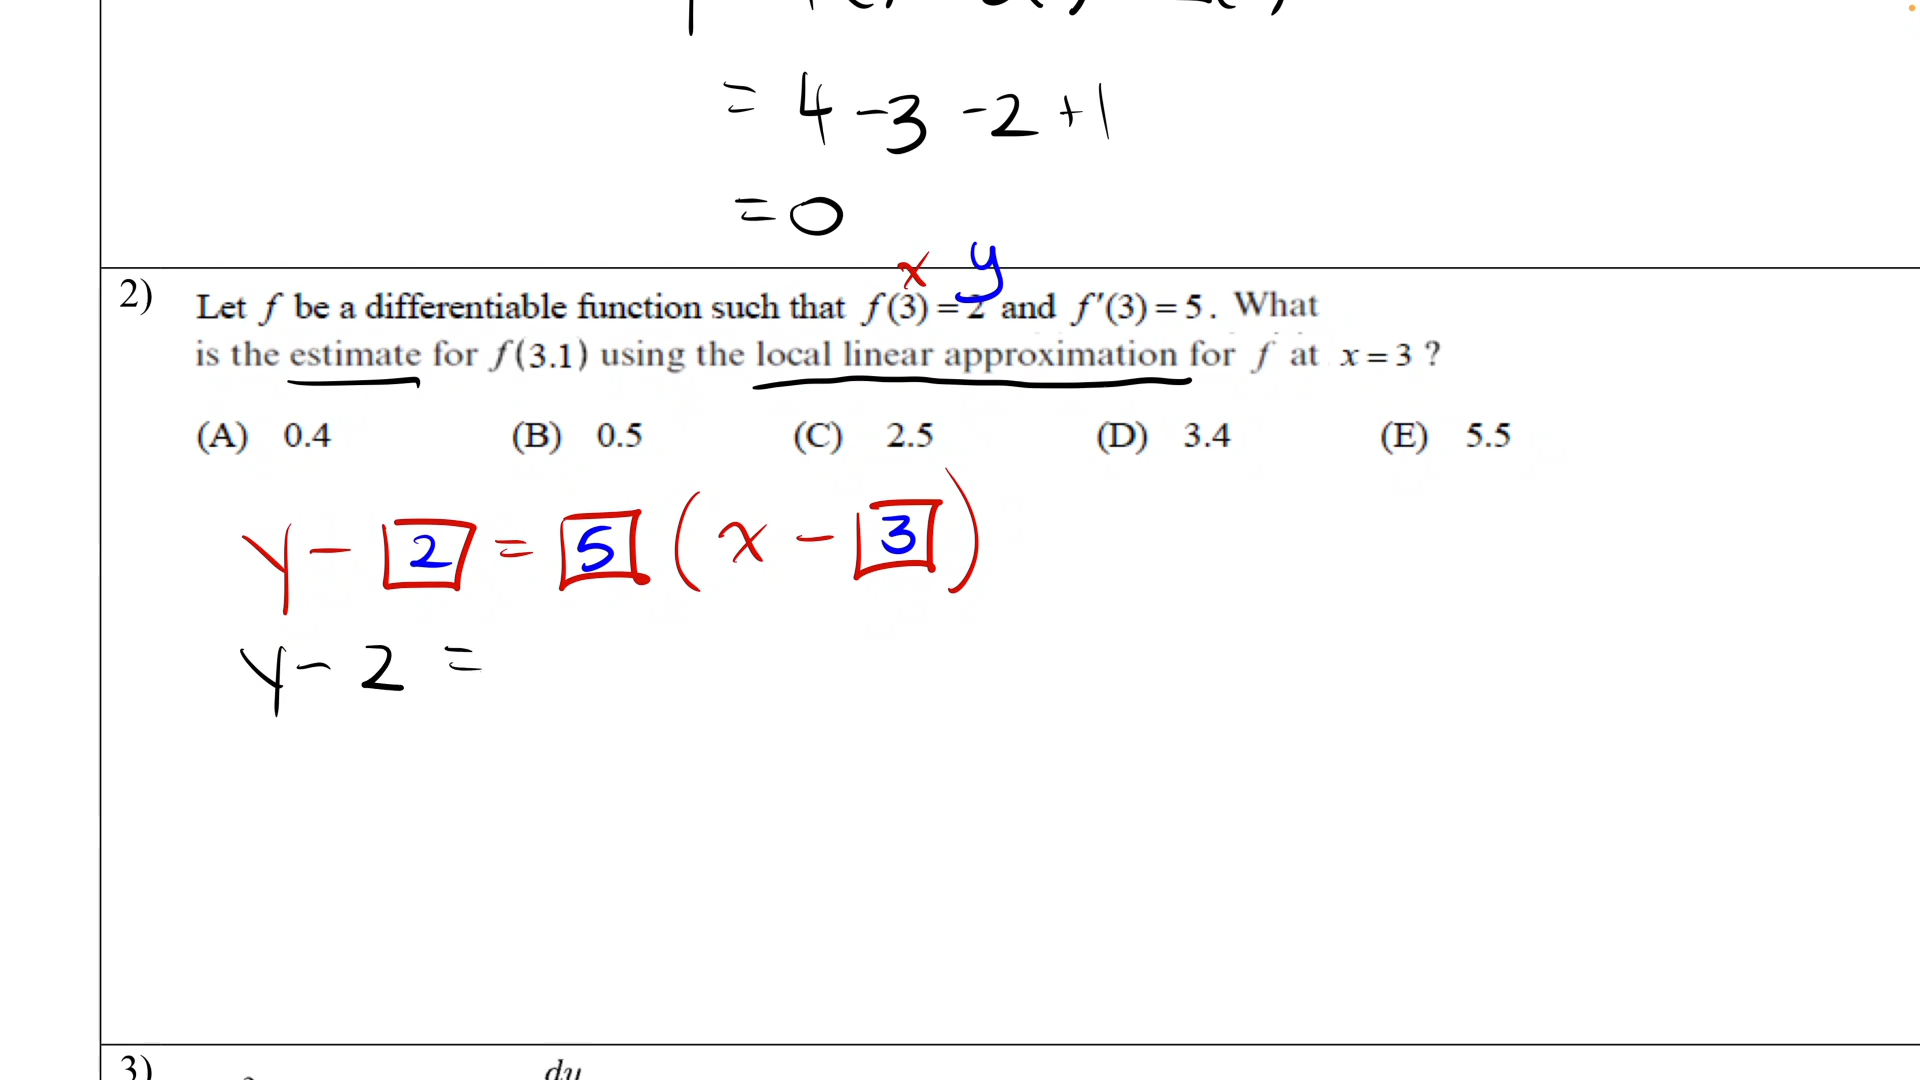 = 4 - 3 - 2 + 1
= 0
x y
2) Let f be a differentiable function such that f(3) = 2 and f′(3) = 5. What
is the estimate for f(3.1) using the local linear approximation for f at x = 3 ?
(A) 0.4 (B) 0.5 (C) 2.5 (D) 3.4 (E) 5.5
y - 2 = 5 (x - 3)
y - 2 =
3) du